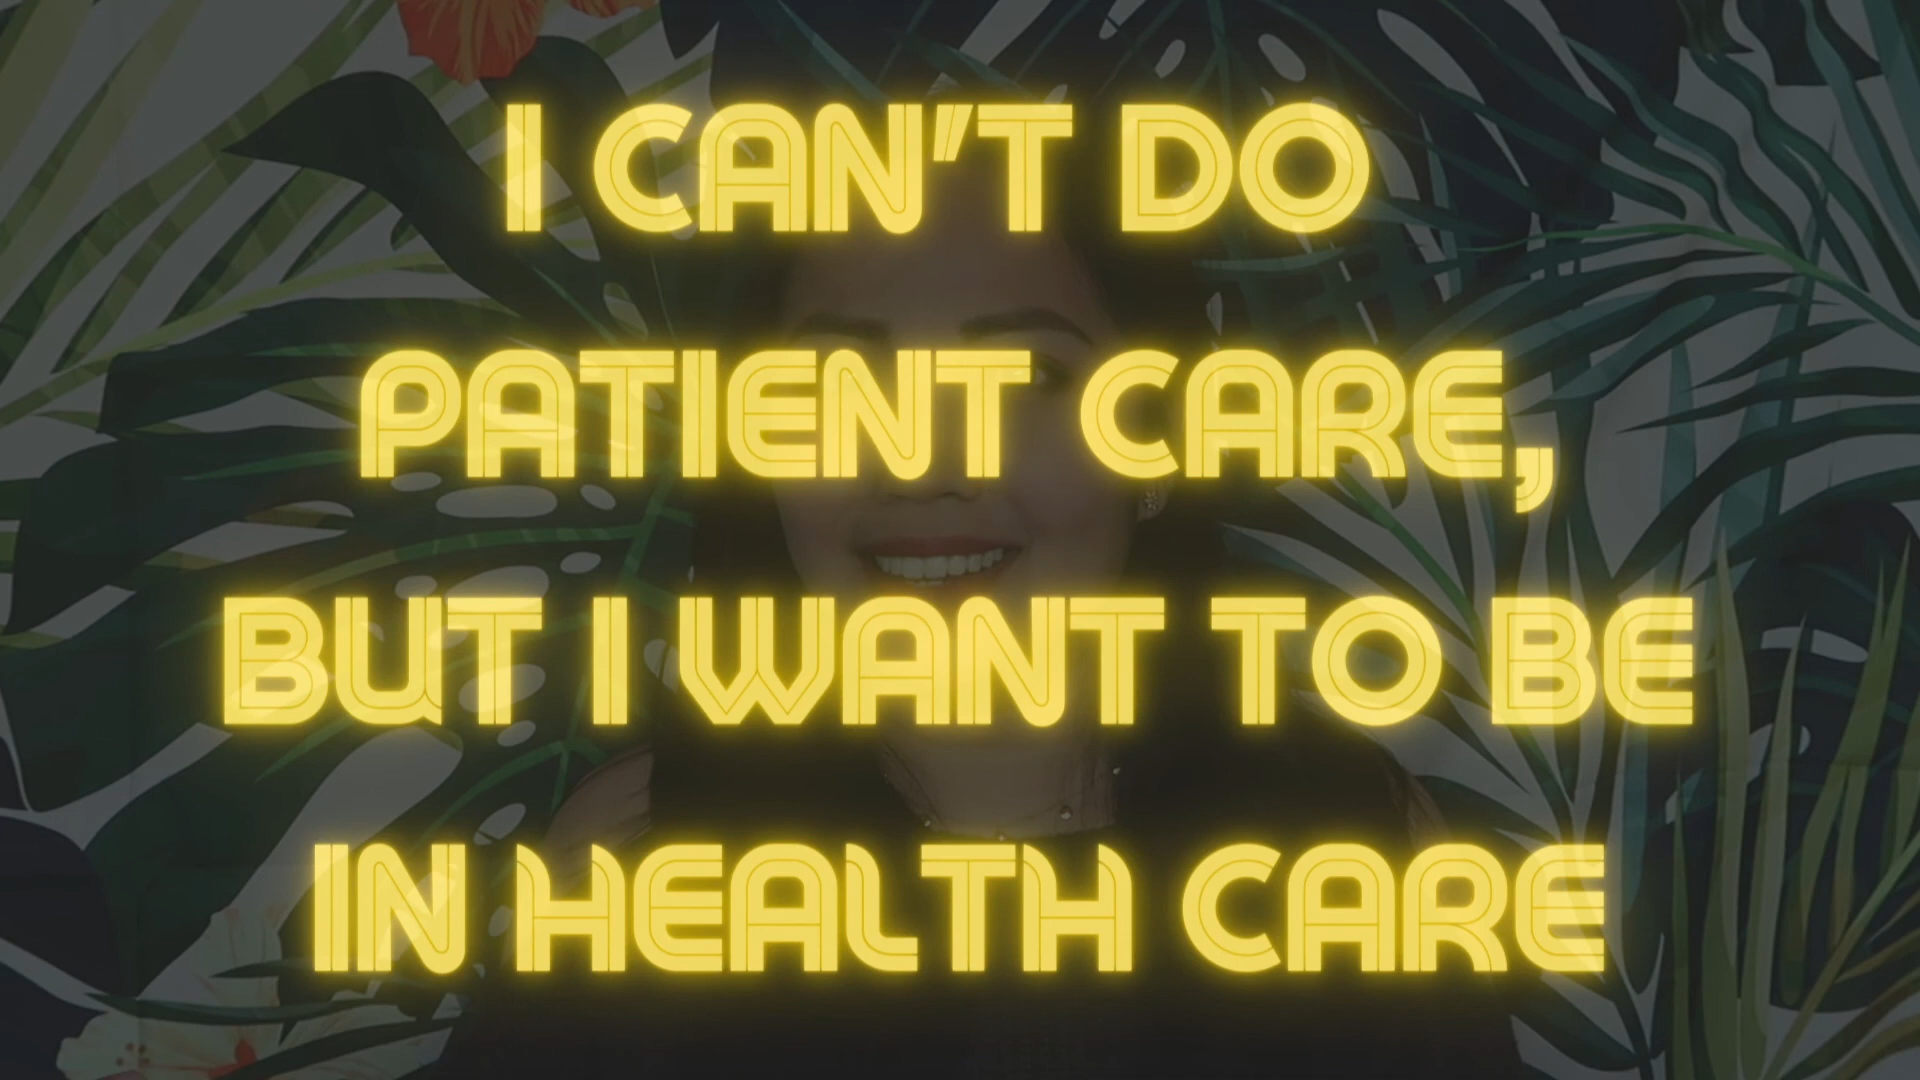 I CAN'T DO
PATIENT CARE,
BUT I WANT TO BE
IN HEALTH CARE